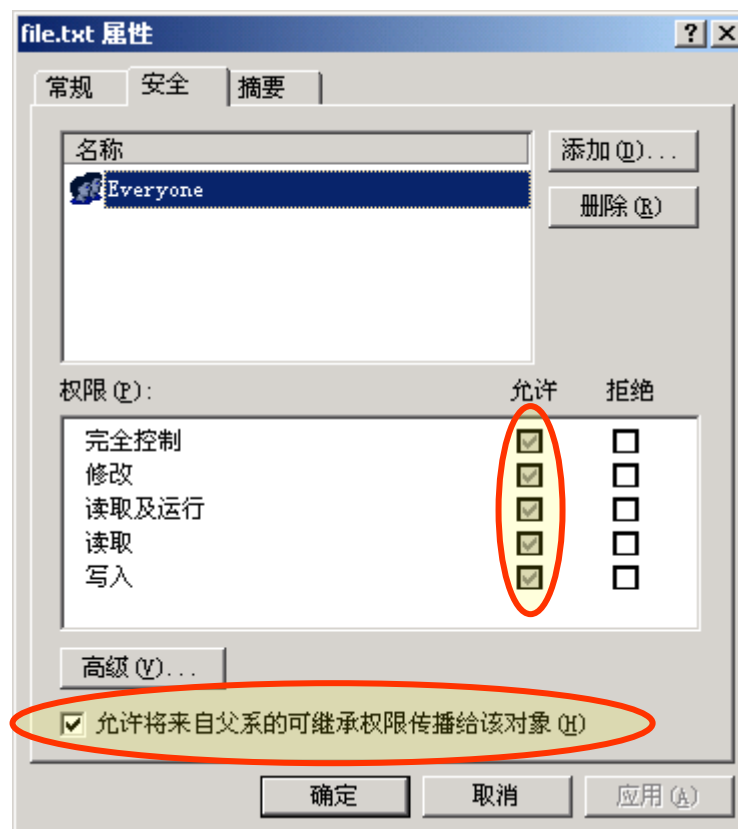 file.txt 属性
常规 安全 摘要
名称
添加(D)...
Everyone
删除(R)
权限(P): 允许 拒绝
完全控制
修改
读取及运行
读取
写入
高级(V)...
允许将来自父系的可继承权限传播给该对象(H)
确定 取消 应用(A)